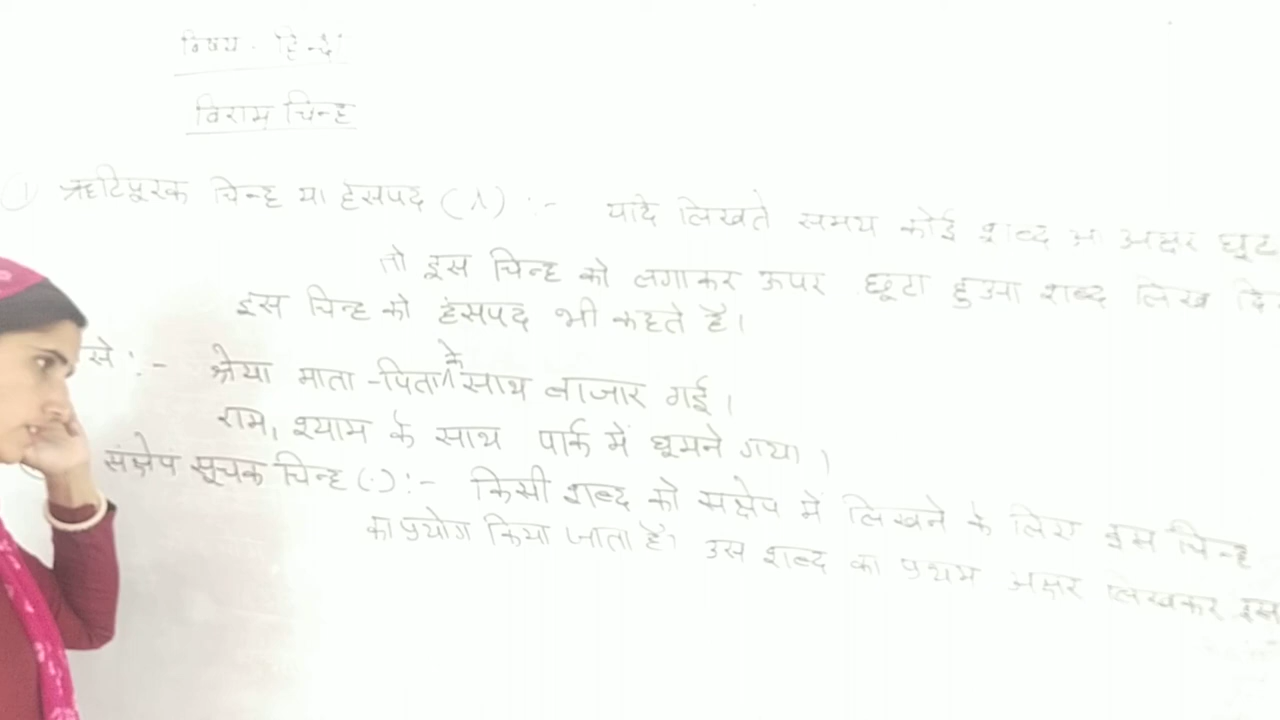 विषय - हिन्दी
विराम चिन्ह
① त्रुटिपूरक चिन्ह या हंसपद (^) :- यदि लिखते समय कोई शब्द या अक्षर छूट
तो इस चिन्ह को लगाकर ऊपर छूटा हुआ शब्द लिख
इस चिन्ह को हंसपद भी कहते हैं।
से :- श्रेया माता -पिता^के साथ बाजार गई।
राम, श्याम के साथ पार्क में घूमने गया।
संक्षेप सूचक चिन्ह (.) :- किसी शब्द को संक्षेप में लिखने के लिए इस चिन्ह
का प्रयोग किया जाता है। उस शब्द का प्रथम अक्षर लिखकर इस